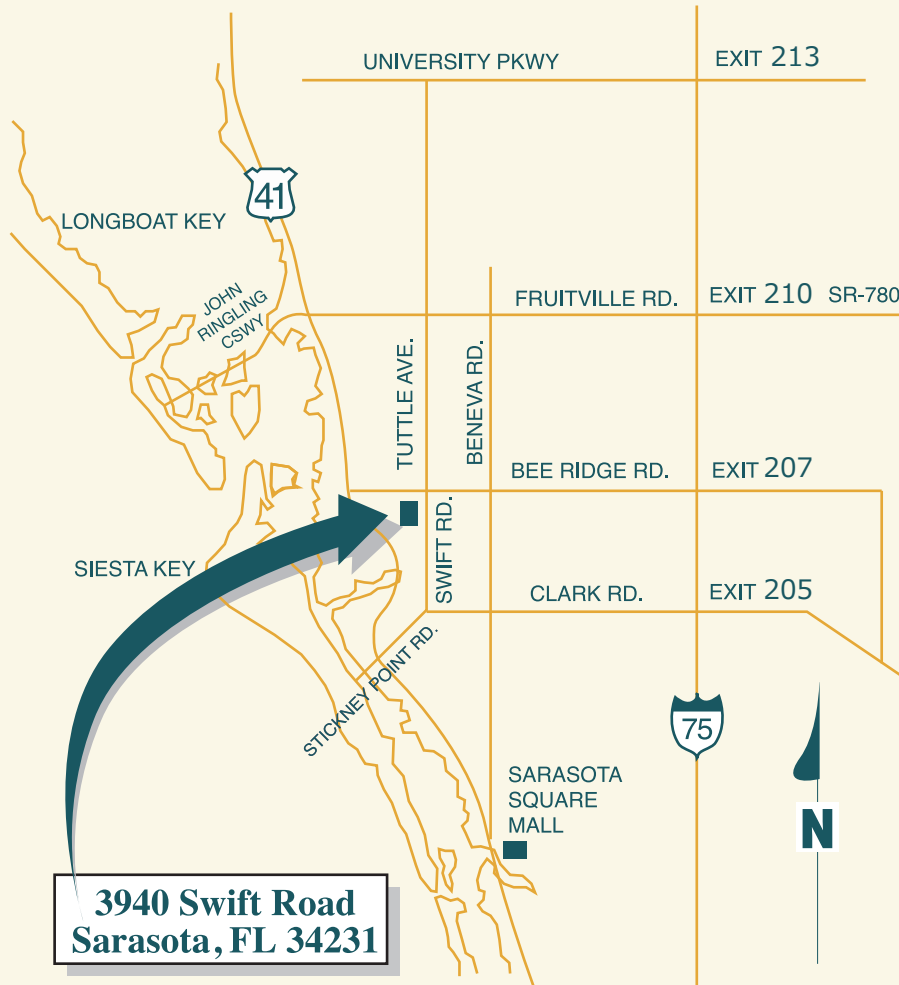 UNIVERSITY PKWY
EXIT 213
41
LONGBOAT KEY
JOHN
RINGLING
CSWY
FRUITVILLE RD.
EXIT 210 SR-780
TUTTLE AVE.
BENEVA RD.
BEE RIDGE RD.
EXIT 207
SWIFT RD.
SIESTA KEY
CLARK RD.
EXIT 205
STICKNEY POINT RD.
75
SARASOTA
SQUARE
MALL
N
3940 Swift Road
Sarasota, FL 34231